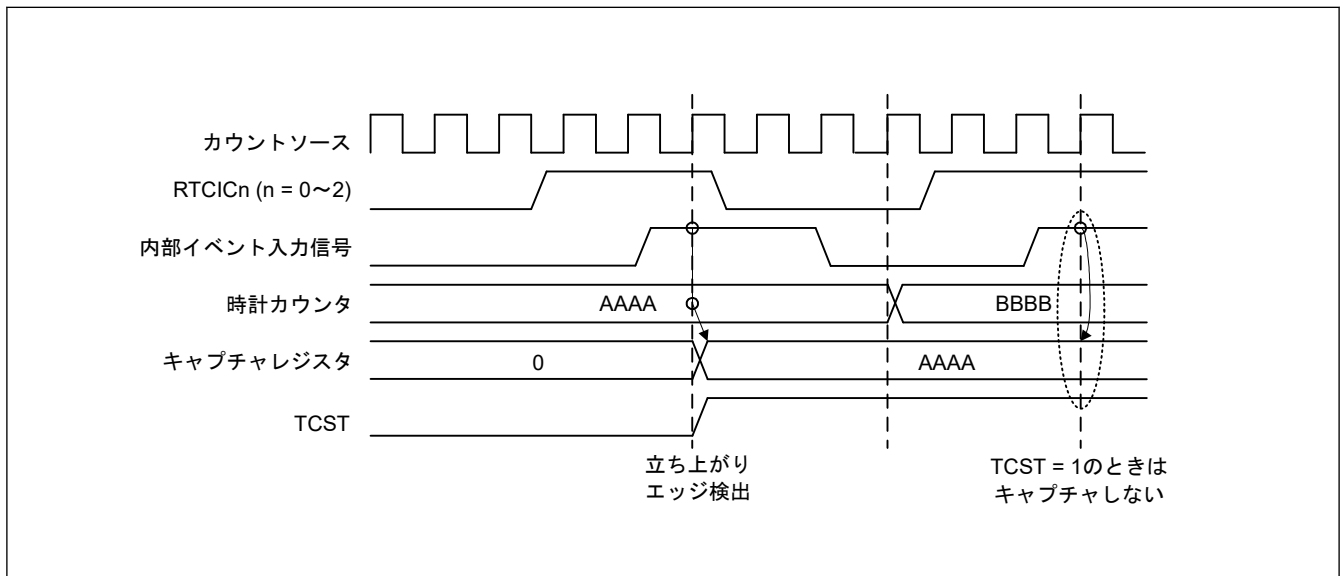 カウントソース
RTCICn (n = 0～2)
内部イベント入力信号
時計カウンタ
AAAA
BBBB
キャプチャレジスタ
0
AAAA
TCST
立ち上がり
エッジ検出
TCST = 1のときは
キャプチャしない